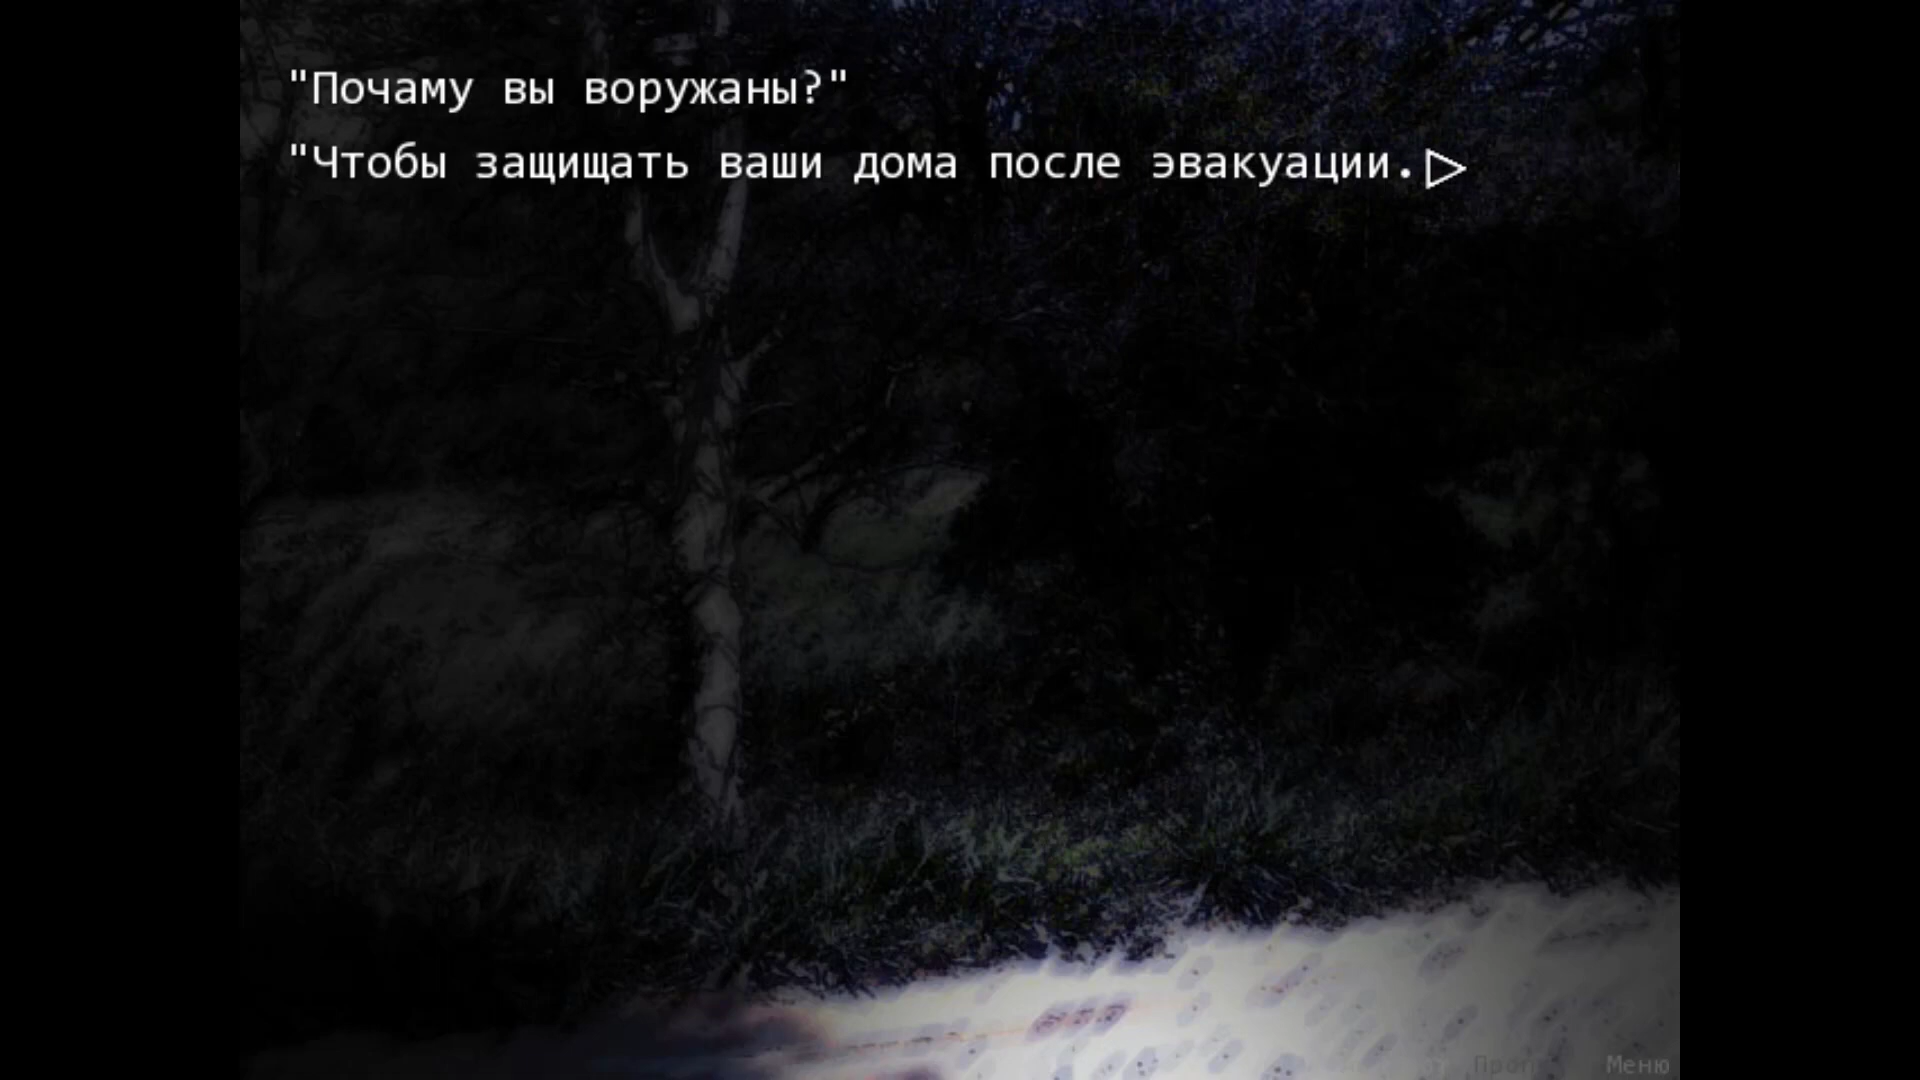 "Почаму вы воружаны?"
"Чтобы защищать ваши дома после эвакуации.
Меню